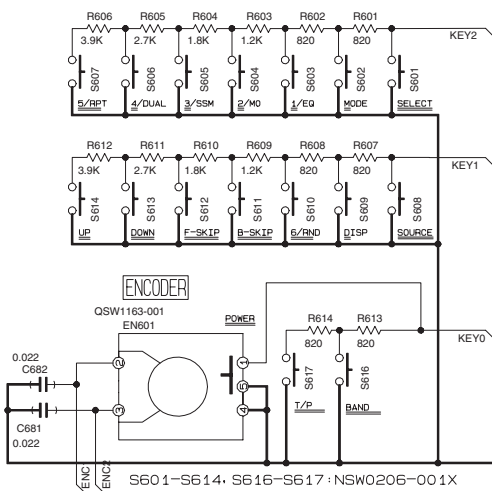 R606 R605 R604 R603 R602 R601
KEY2
3.9K 2.7K 1.8K 1.2K 820 820
S607 S606 S605 S604 S603 S602 S601
5/RPT 4/DUAL 3/SSM 2/MO 1/EQ MODE SELECT
R612 R611 R610 R609 R608 R607
KEY1
3.9K 2.7K 1.8K 1.2K 820 820
S614 S613 S612 S611 S610 S609 S608
UP DOWN F-SKIP B-SKIP 6/RND DISP SOURCE
ENCODER
QSW1163-001
EN601
POWER
R614 R613
KEY0
820 820
0.022
C682
2 1
S617 S616
5
T/P BAND
3 4
C681
0.022
ENC1
ENC2
S601-S614, S616-S617:NSW0206-001X